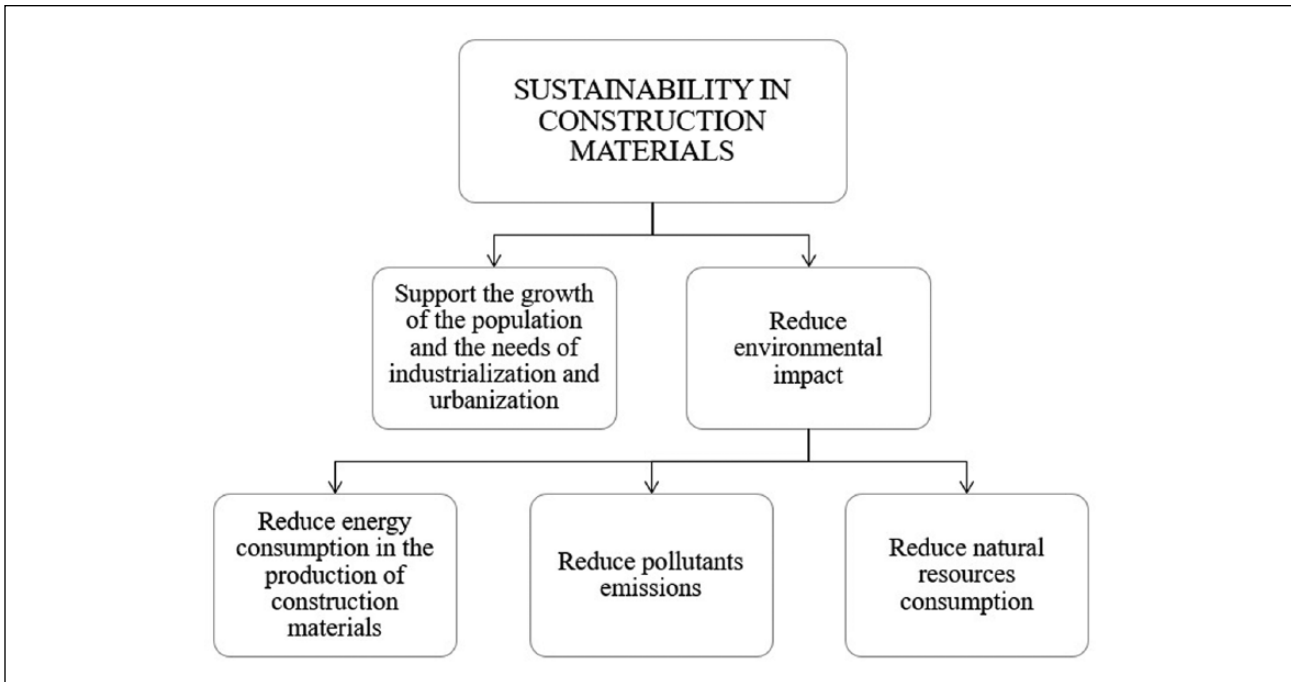 SUSTAINABILITY IN
CONSTRUCTION
MATERIALS
Support the growth
of the population
and the needs of
industrialization and
urbanization
Reduce
environmental
impact
Reduce energy
consumption in the
production of
construction
materials
Reduce pollutants
emissions
Reduce natural
resources
consumption